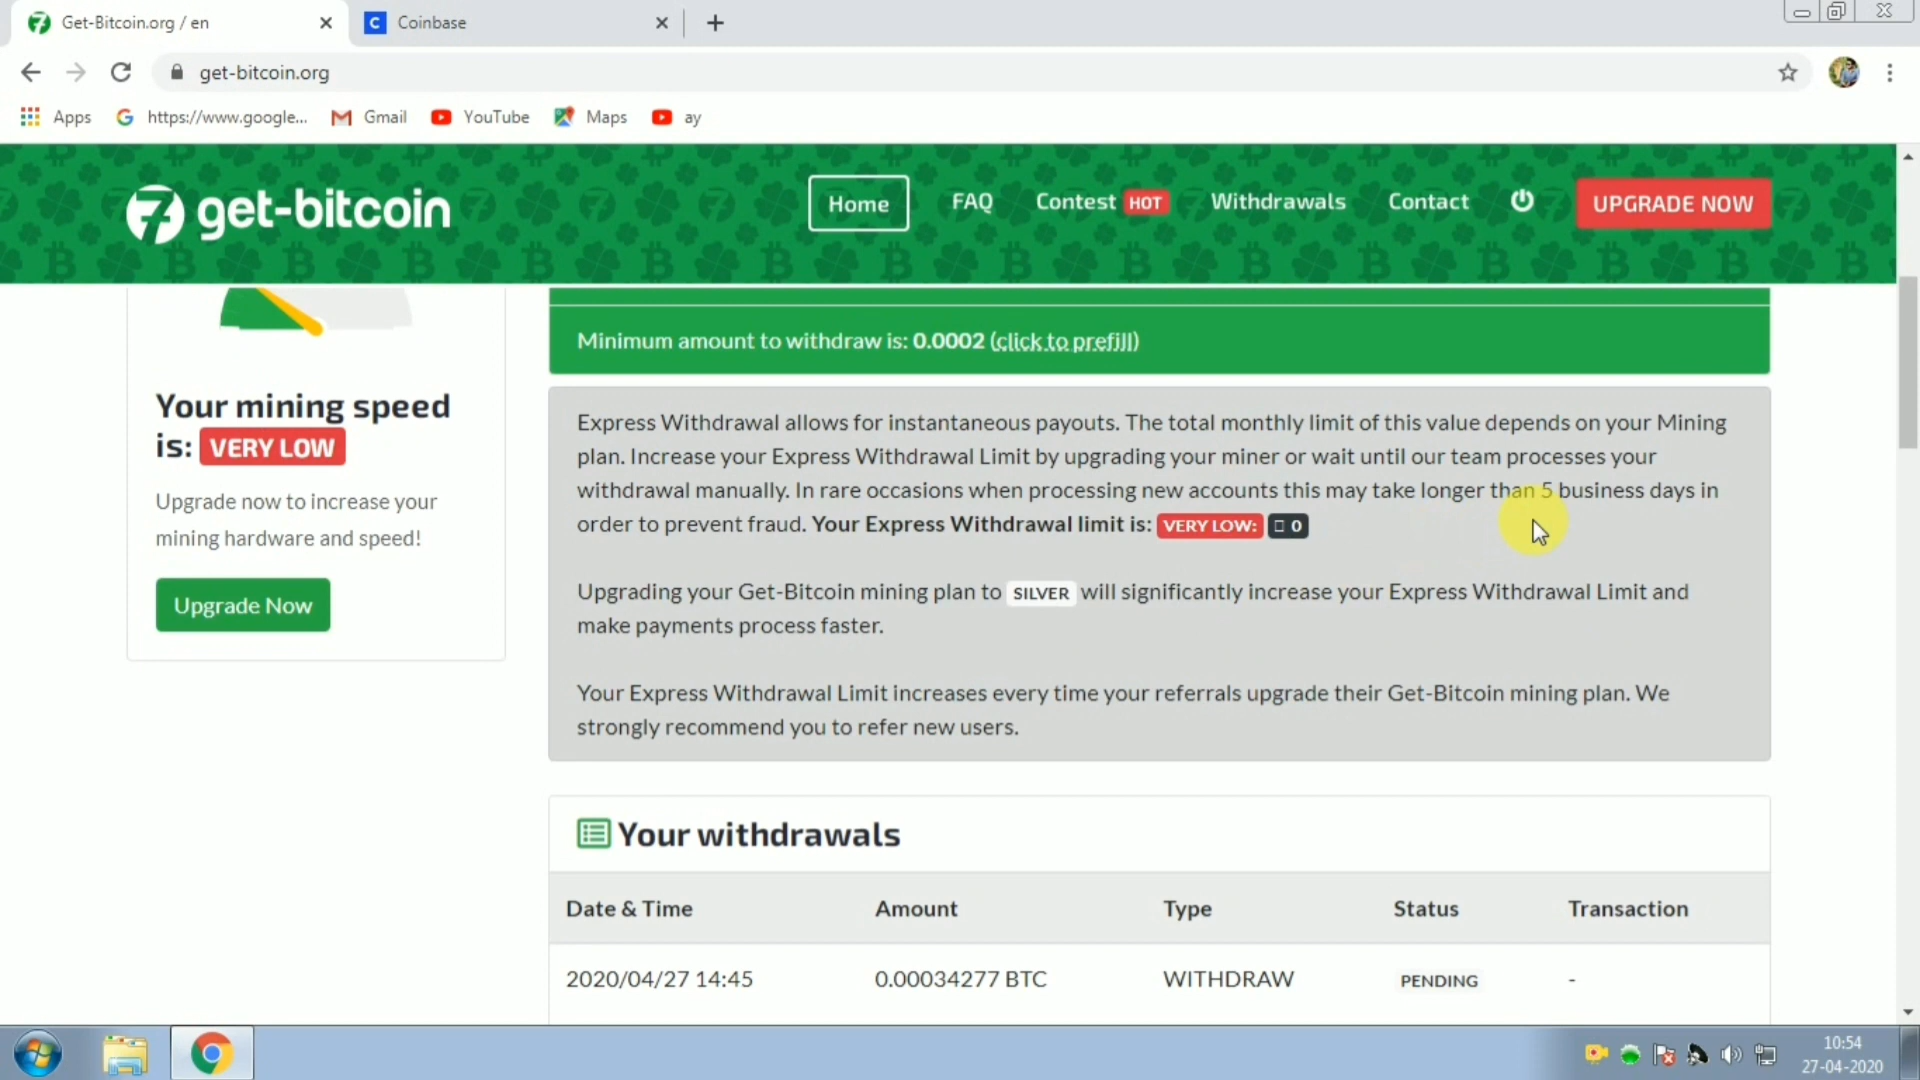 Get-Bitcoin.org / en
Coinbase
get-bitcoin.org
Apps
https://www.google...
Gmail
YouTube
Maps
ay
get-bitcoin
Home
FAQ
Contest HOT
Withdrawals
Contact
UPGRADE NOW
Your mining speed
is: VERY LOW
Upgrade now to increase your
mining hardware and speed!
Upgrade Now
Minimum amount to withdraw is: 0.0002 (click to prefill)
Express Withdrawal allows for instantaneous payouts. The total monthly limit of this value depends on your Mining
plan. Increase your Express Withdrawal Limit by upgrading your miner or wait until our team processes your
withdrawal manually. In rare occasions when processing new accounts this may take longer than 5 business days in
order to prevent fraud. Your Express Withdrawal limit is: VERY LOW: 0
Upgrading your Get-Bitcoin mining plan to SILVER will significantly increase your Express Withdrawal Limit and
make payments process faster.
Your Express Withdrawal Limit increases every time your referrals upgrade their Get-Bitcoin mining plan. We
strongly recommend you to refer new users.
Your withdrawals
Date & Time Amount Type Status Transaction
2020/04/27 14:45 0.00034277 BTC WITHDRAW PENDING -
10:54
27-04-2020